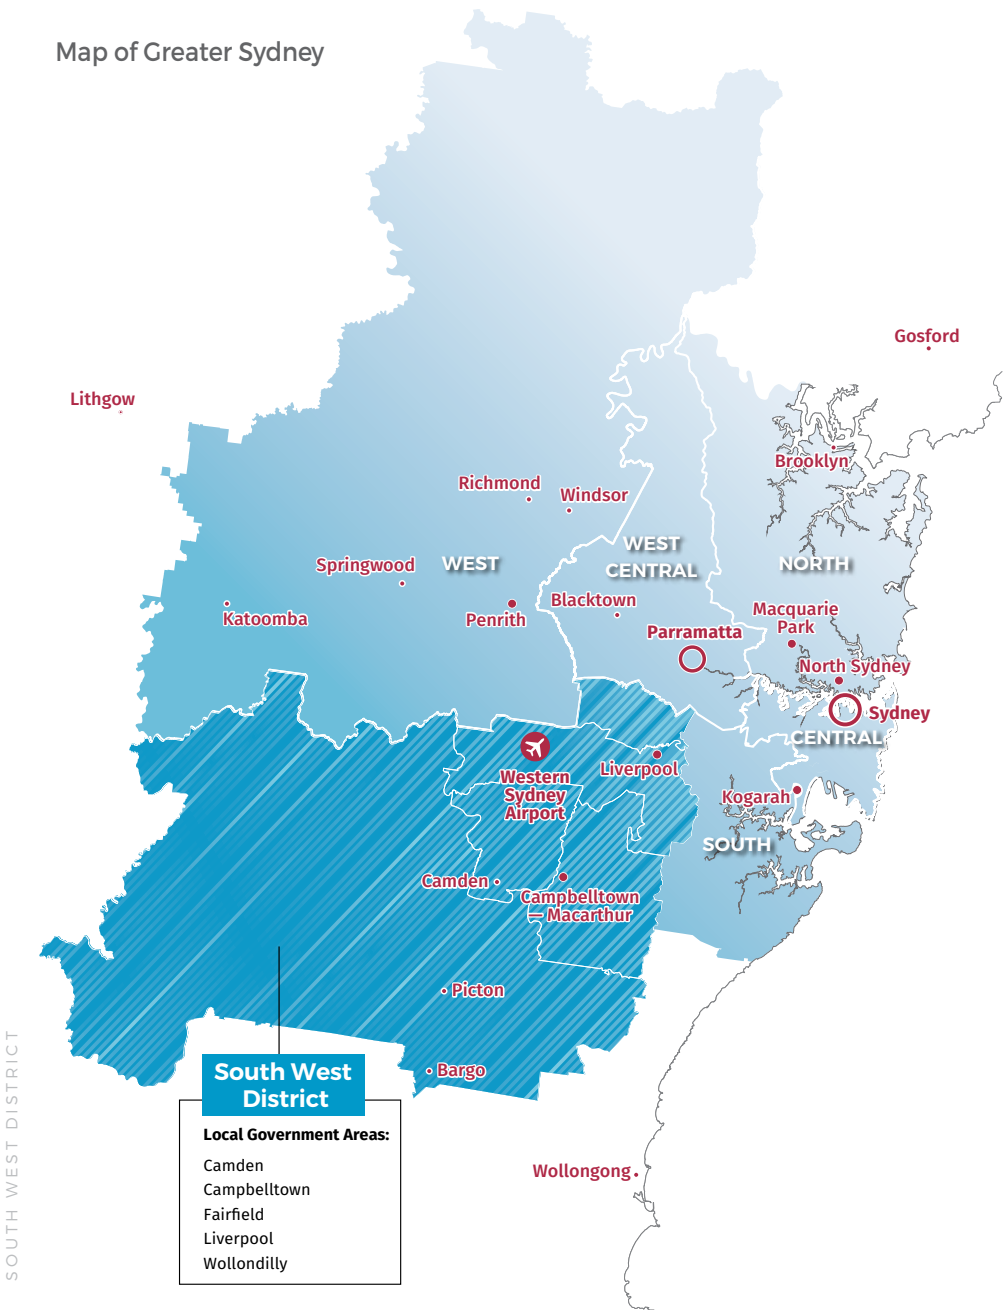 Map of Greater Sydney
Gosford
Lithgow
Brooklyn
Richmond
Windsor
WEST
CENTRAL
NORTH
Springwood
WEST
Katoomba
Penrith
Blacktown
Macquarie
Park
Parramatta
North Sydney
Sydney
CENTRAL
Western
Sydney
Airport
Liverpool
Kogarah
SOUTH
Camden
Campbelltown
— Macarthur
Picton
Bargo
South West
District
Local Government Areas:
Camden
Campbelltown
Fairfield
Liverpool
Wollondilly
Wollongong
SOUTH WEST DISTRICT